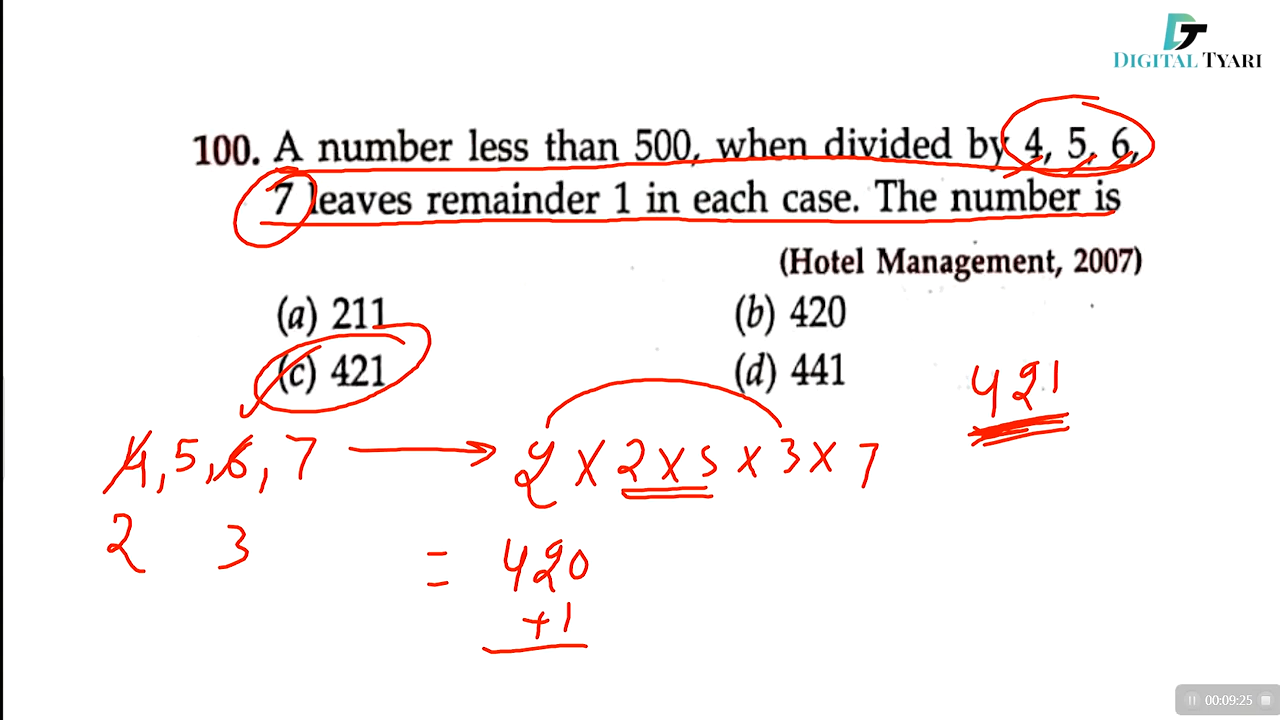 DIGITAL TYARI
100. A number less than 500, when divided by 4, 5, 6,
7 leaves remainder 1 in each case. The number is
(Hotel Management, 2007)
(a) 211
(b) 420
(c) 421
(d) 441
421
4, 5, 6, 7 → 2 × 2 × 5 × 3 × 7
2 3
= 420
+1
00:09:25